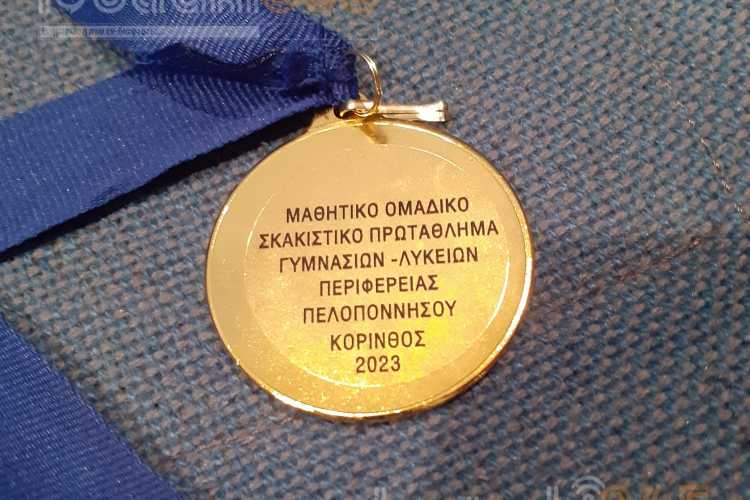 ΜΑΘΗΤΙΚΟ ΟΜΑΔΙΚΟ
ΣΚΑΚΙΣΤΙΚΟ ΠΡΩΤΑΘΛΗΜΑ
ΓΥΜΝΑΣΙΩΝ -ΛΥΚΕΙΩΝ
ΠΕΡΙΦΕΡΕΙΑΣ
ΠΕΛΟΠΟΝΝΗΣΟΥ
ΚΟΡΙΝΘΟΣ
2023